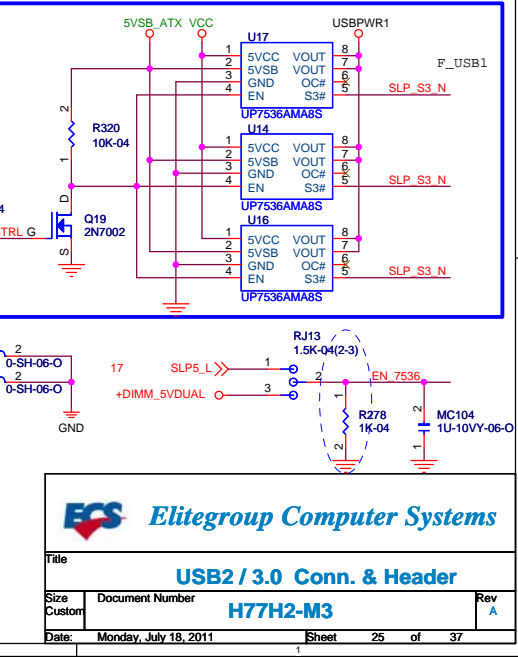 5VSB_ATX VCC USBPWR1
U17
1 5VCC VOUT 8
2 5VSB VOUT 7
3 GND OC# 6
4 EN S3# 5 SLP_S3_N
UP7536AMA8S
F_USB1
2
R320
10K-04
1
U14
1 5VCC VOUT 8
2 5VSB VOUT 7
3 GND OC# 6
4 EN S3# 5 SLP_S3_N
UP7536AMA8S
4
TRL G
D
S
Q19
2N7002
U16
1 5VCC VOUT 8
2 5VSB VOUT 7
3 GND OC# 6
4 EN S3# 5 SLP_S3_N
UP7536AMA8S
2
0-SH-06-O
2
0-SH-06-O
GND
RJ13
1.5K-04(2-3)
17 SLP5_L 1
2 EN_7536
+DIMM_5VDUAL 3
1
R278
1K-04
2
2
MC104
1U-10VY-06-O
1
ECS Elitegroup Computer Systems
Title
USB2 / 3.0 Conn. & Header
Size Document Number Rev
Custom H77H2-M3 A
Date: Monday, July 18, 2011 Sheet 25 of 37
1